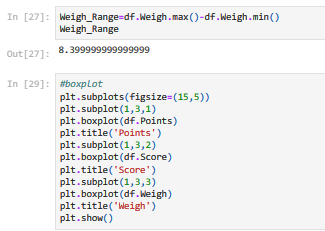 In [27]: Weigh_Range=df.Weigh.max()-df.Weigh.min()
Weigh_Range
Out[27]: 8.399999999999999
In [29]: #boxplot
plt.subplots(figsize=(15,5))
plt.subplot(1,3,1)
plt.boxplot(df.Points)
plt.title('Points')
plt.subplot(1,3,2)
plt.boxplot(df.Score)
plt.title('Score')
plt.subplot(1,3,3)
plt.boxplot(df.Weigh)
plt.title('Weigh')
plt.show()